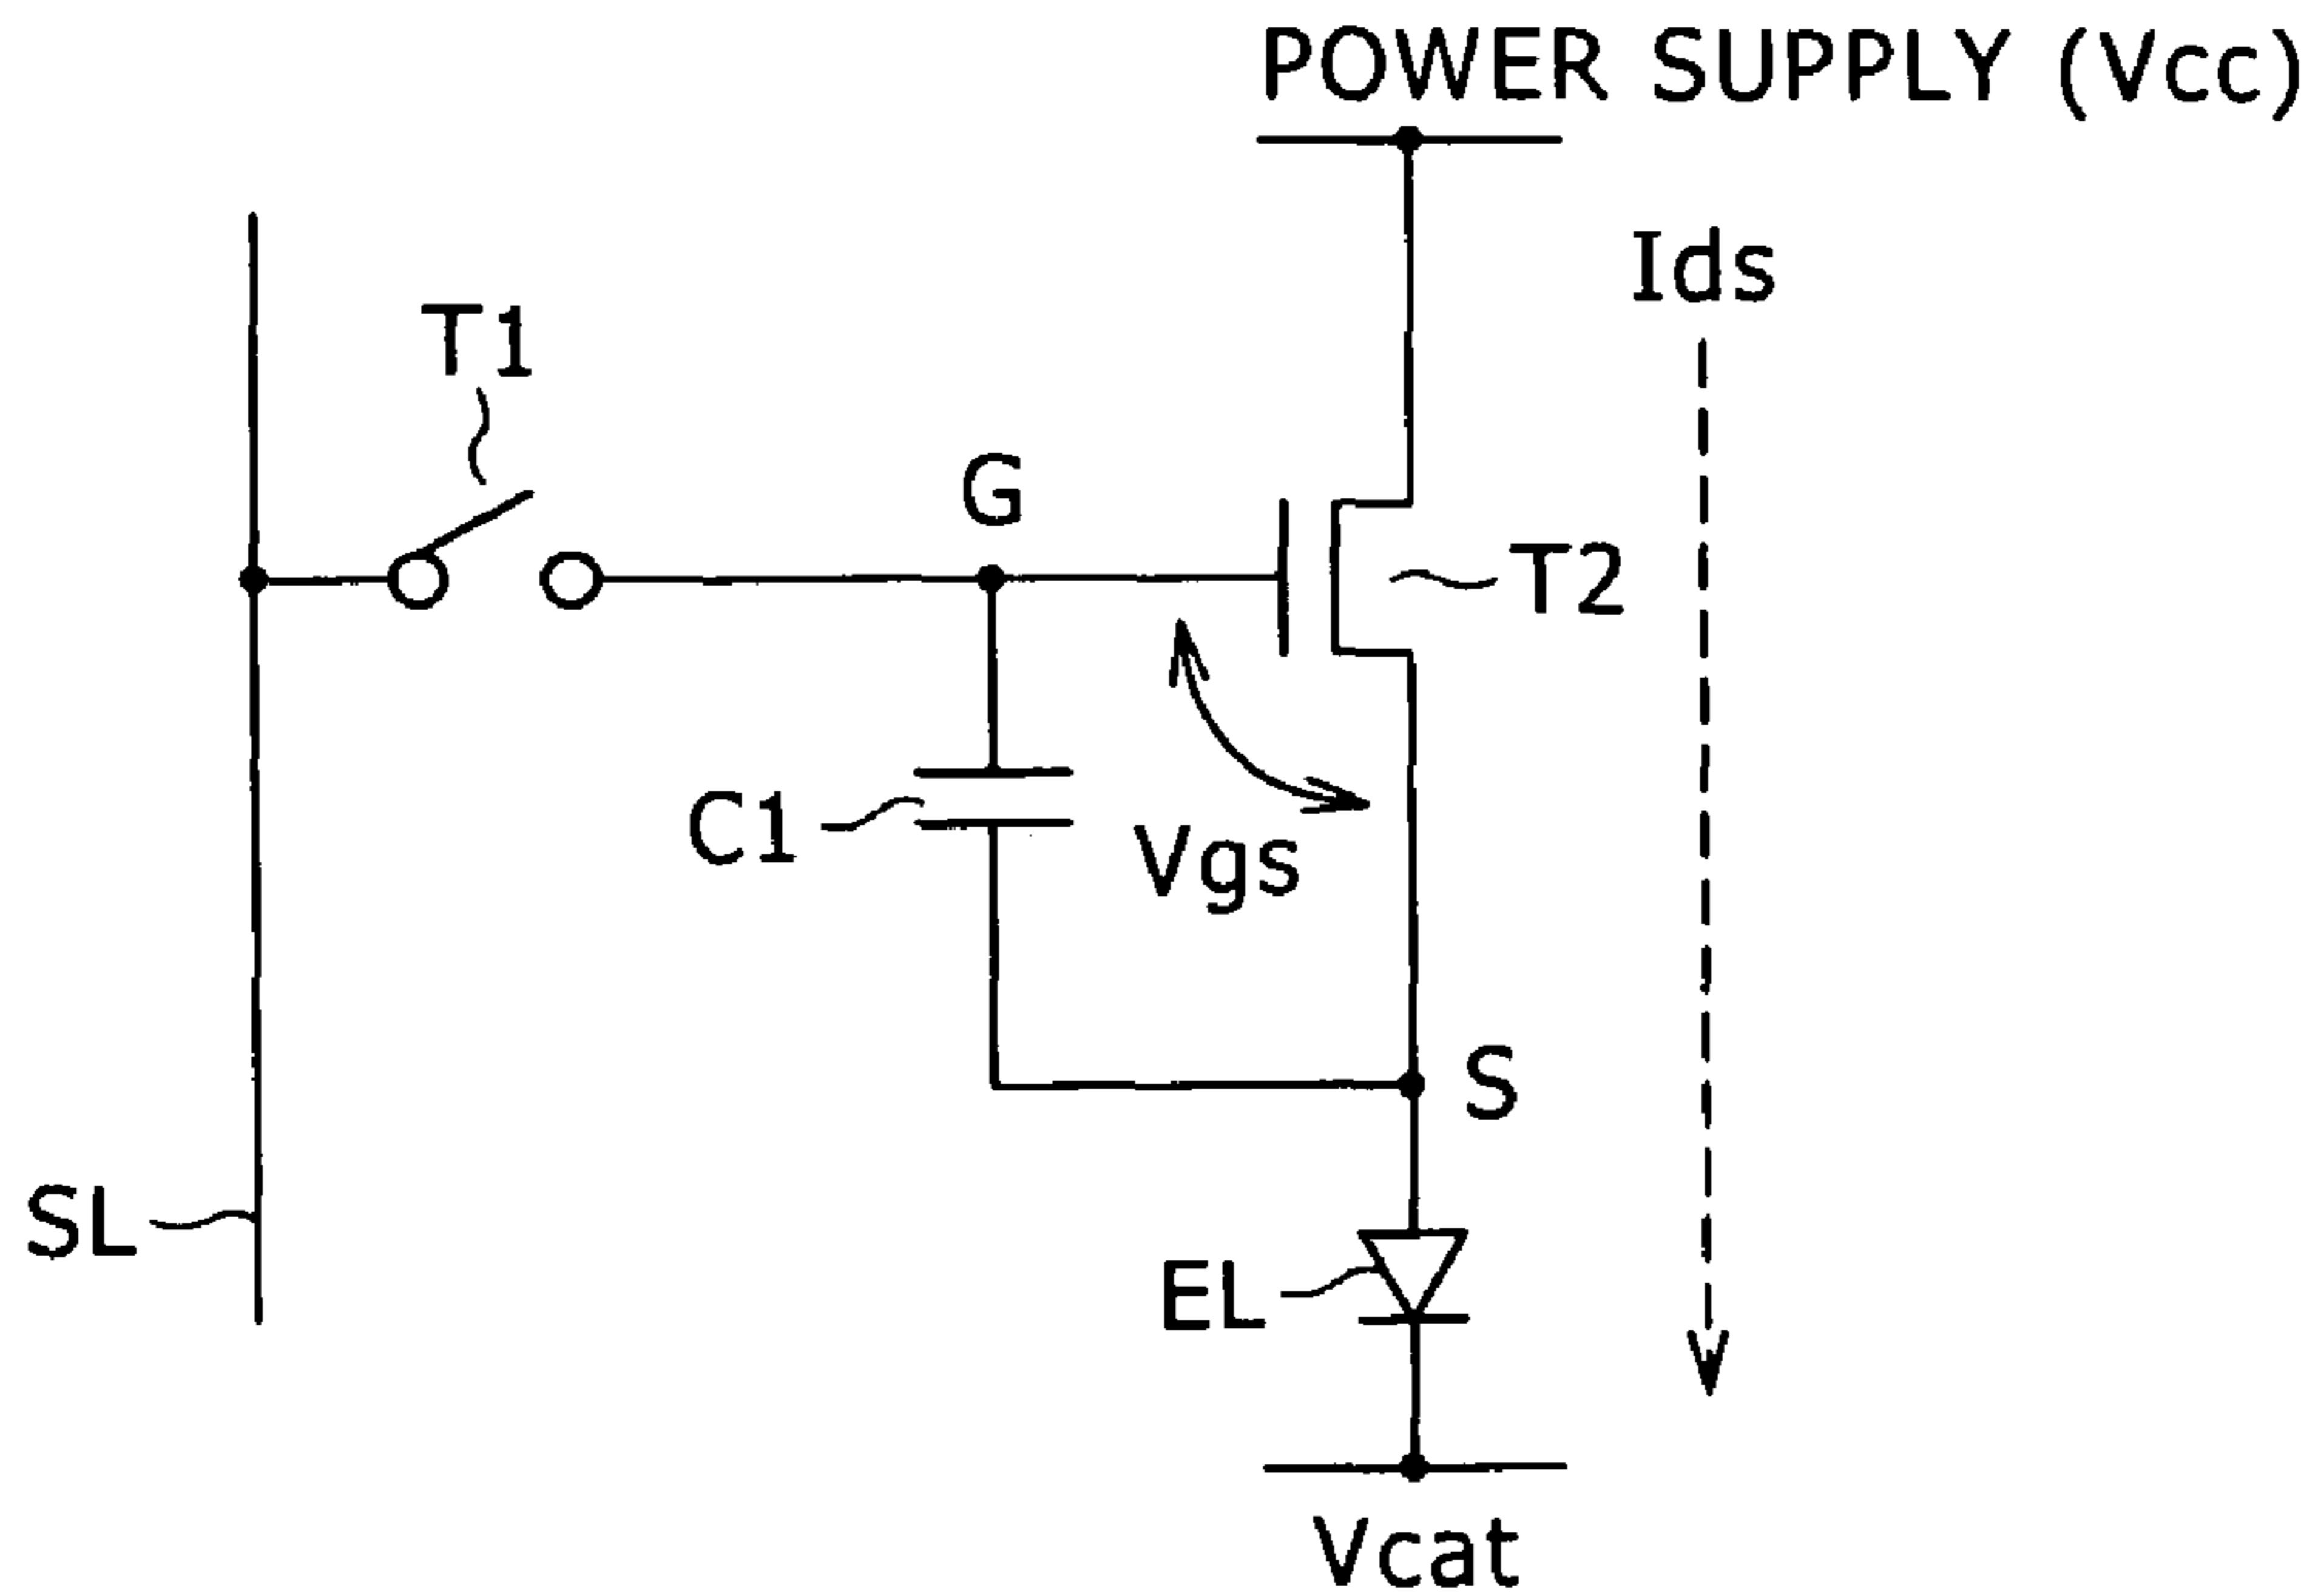 POWER SUPPLY (Vcc)
Ids
T1
G
T2
C1
Vgs
S
SL
EL
Vcat